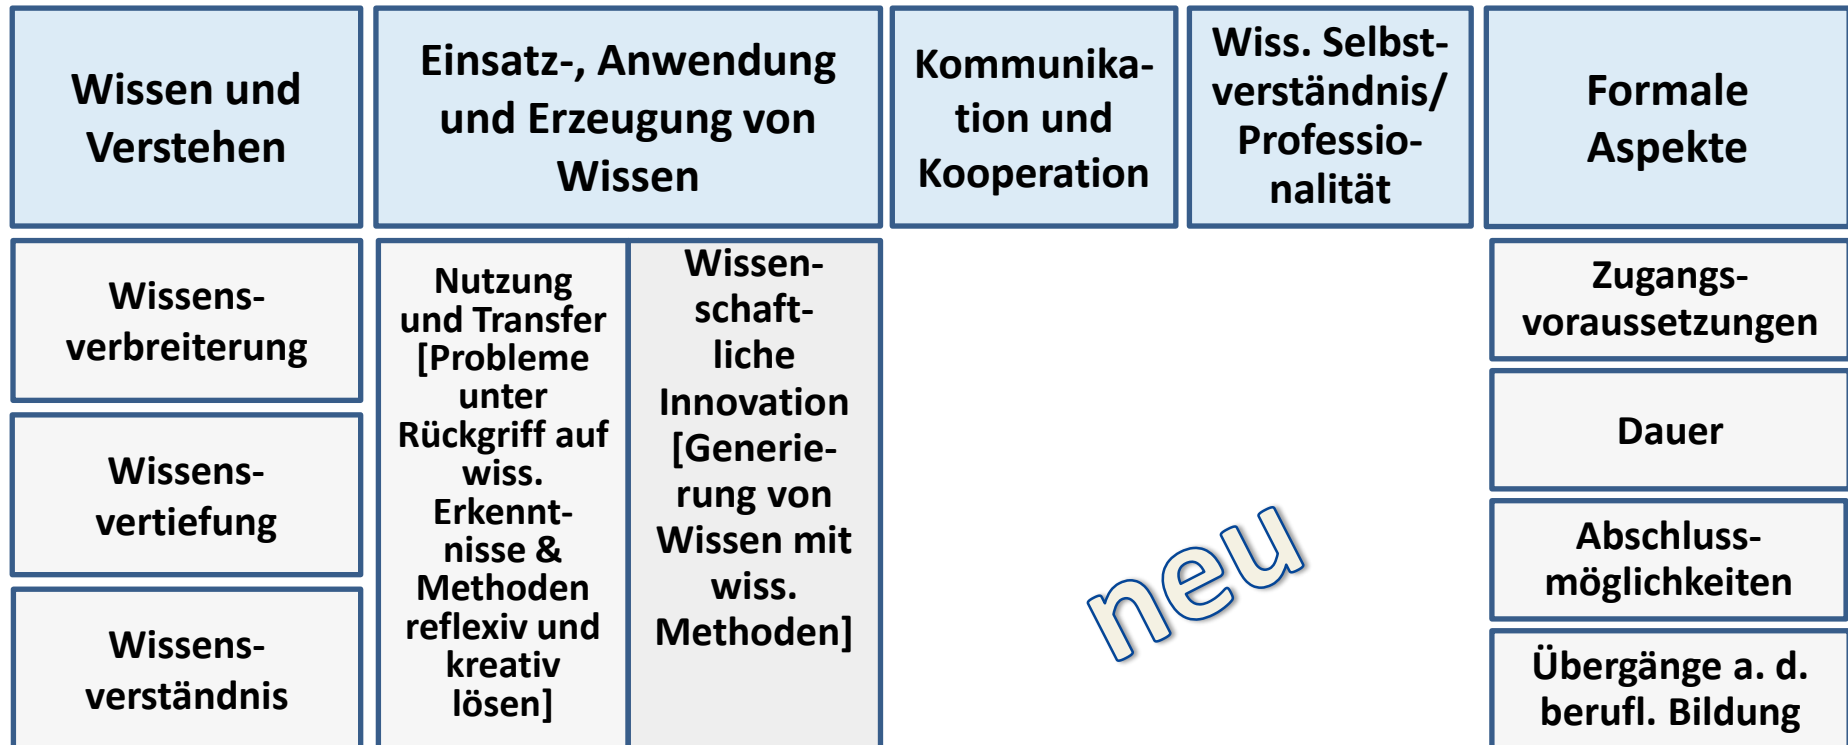 Wissen und
Verstehen
Einsatz-, Anwendung
und Erzeugung von
Wissen
Kommunika-
tion und
Kooperation
Wiss. Selbst-
verständnis/
Professio-
nalität
Formale
Aspekte
Wissens-
verbreiterung
Wissens-
vertiefung
Wissens-
verständnis
Nutzung
und Transfer
[Probleme
unter
Rückgriff auf
wiss.
Erkennt-
nisse &
Methoden
reflexiv und
kreativ
lösen]
Wissen-
schaft-
liche
Innovation
[Generie-
rung von
Wissen mit
wiss.
Methoden]
neu
Zugangs-
voraussetzungen
Dauer
Abschluss-
möglichkeiten
Übergänge a. d.
berufl. Bildung